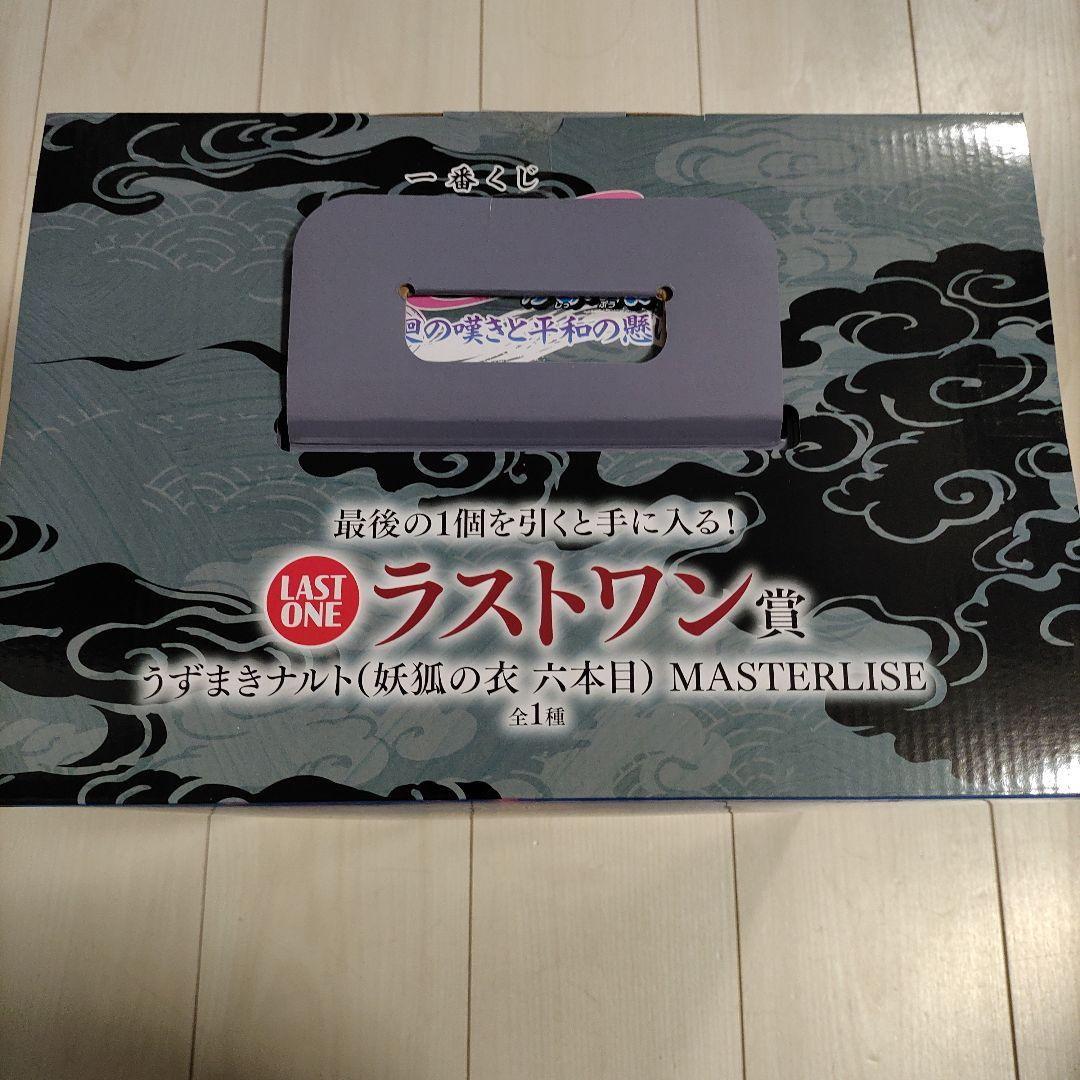 一番くじ
の嘆きと平和の懸
最後の1個を引くと手に入る!
LAST
ONE
ラストワン賞
うずまきナルト(妖狐の衣 六本目) MASTERLISE
全1種